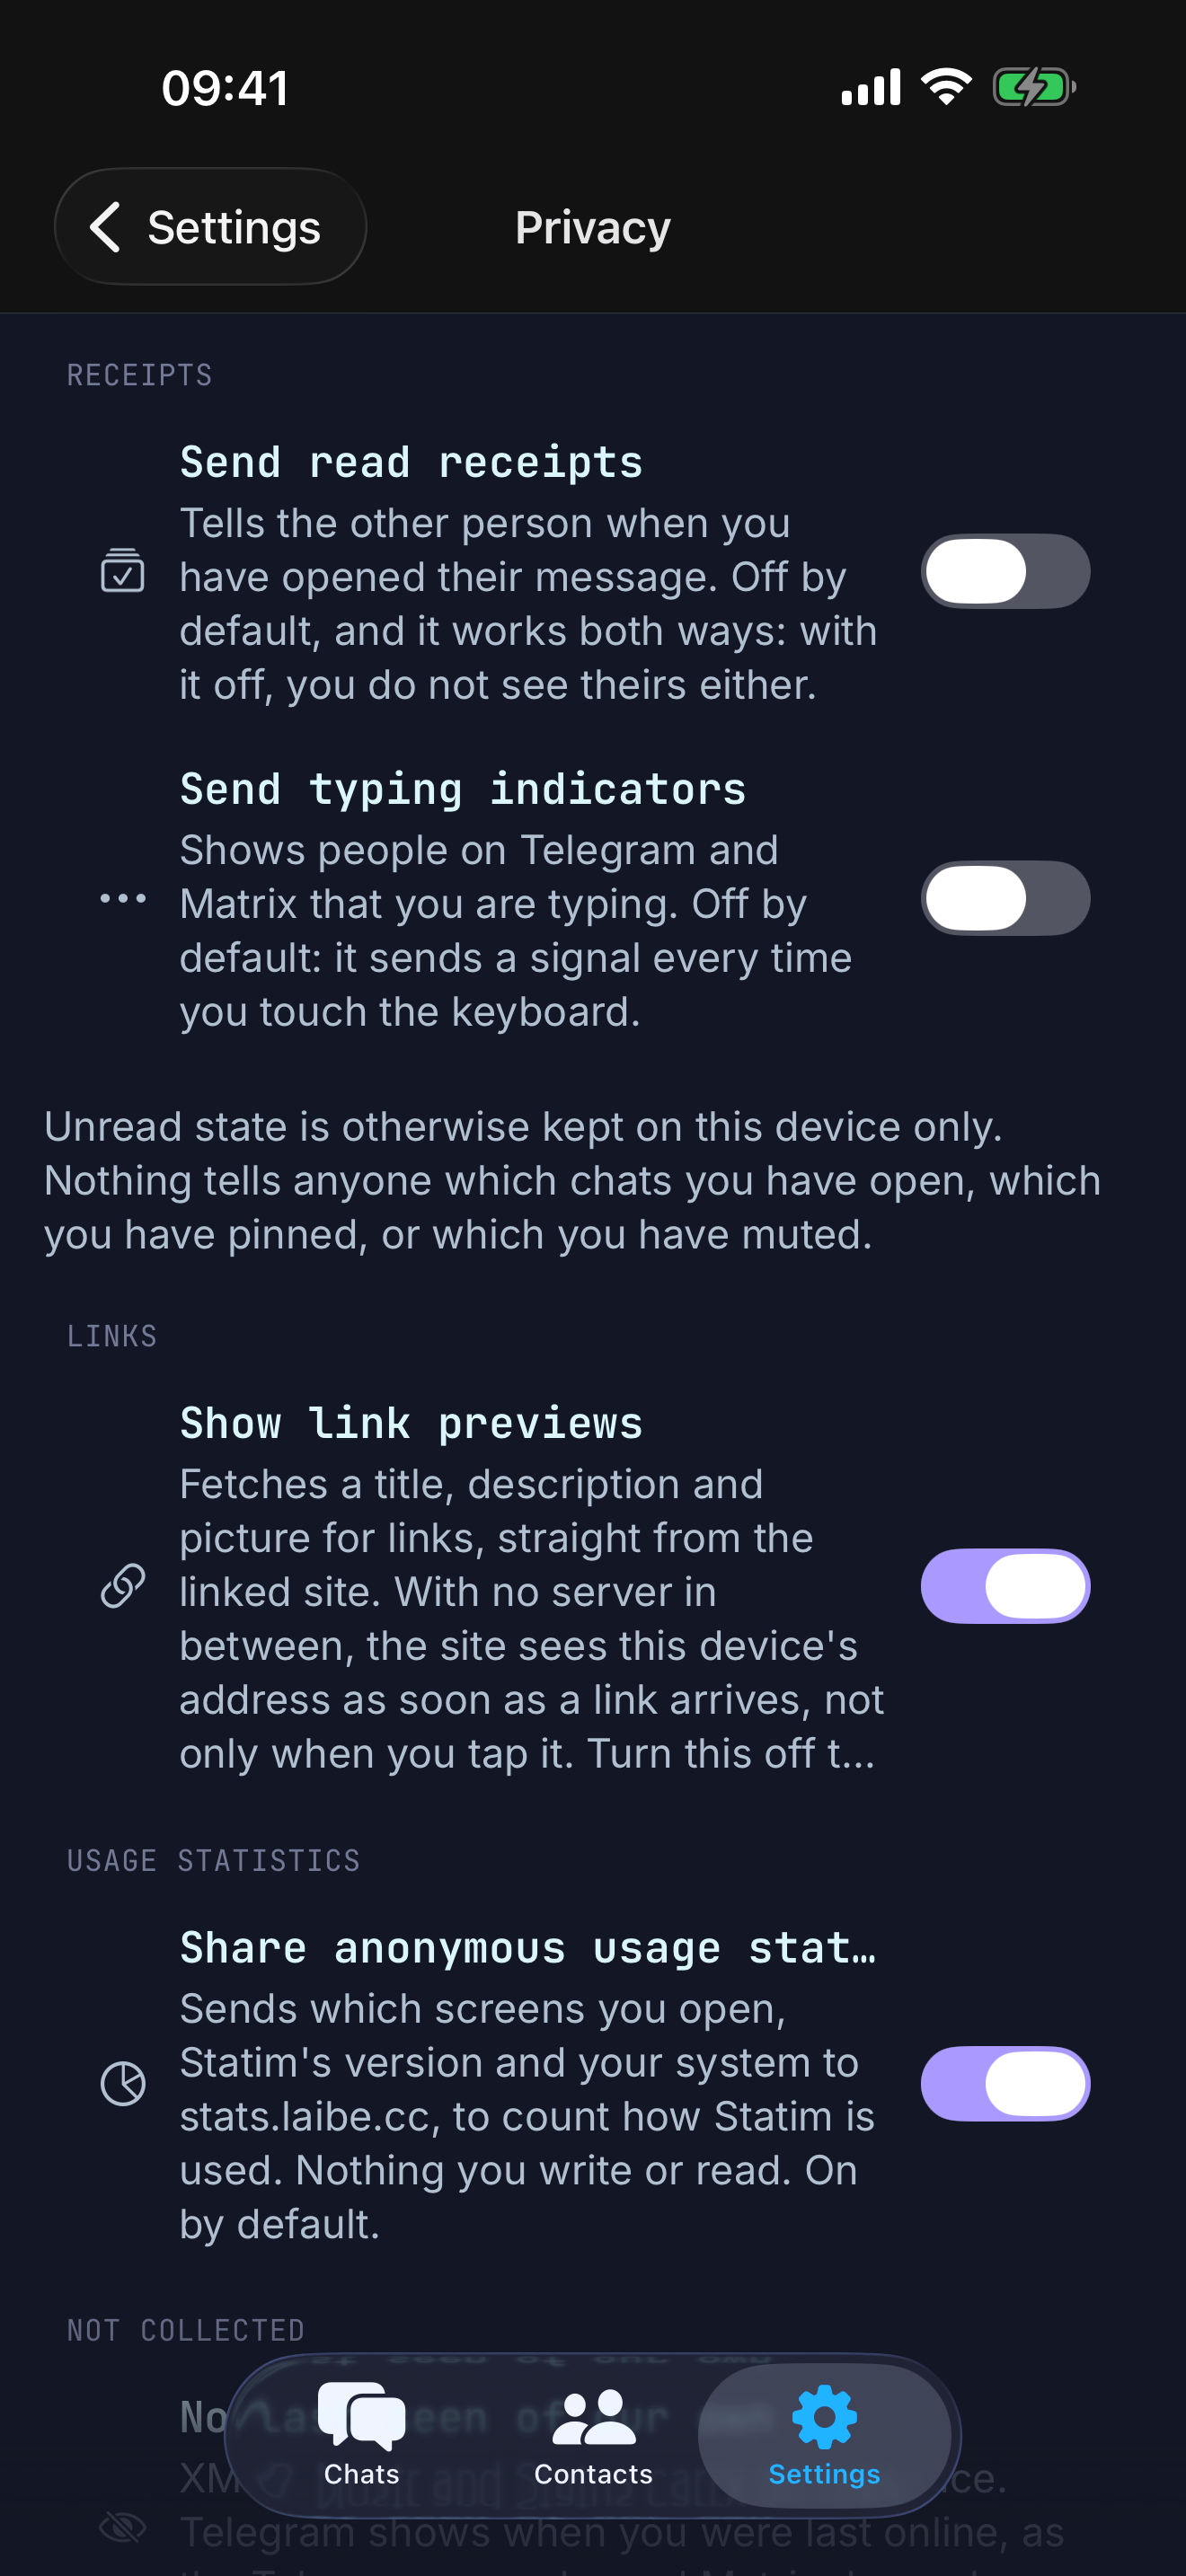 09:41
Settings
Privacy
RECEIPTS
Send read receipts
Tells the other person when you
have opened their message. Off by
default, and it works both ways: with
it off, you do not see theirs either.
Send typing indicators
Shows people on Telegram and
Matrix that you are typing. Off by
default: it sends a signal every time
you touch the keyboard.
Unread state is otherwise kept on this device only.
Nothing tells anyone which chats you have open, which
you have pinned, or which you have muted.
LINKS
Show link previews
Fetches a title, description and
picture for links, straight from the
linked site. With no server in
between, the site sees this device's
address as soon as a link arrives, not
only when you tap it. Turn this off t…
USAGE STATISTICS
Share anonymous usage stat…
Sends which screens you open,
Statim's version and your system to
stats.laibe.cc, to count how Statim is
used. Nothing you write or read. On
by default.
NOT COLLECTED
No last seen of our
Chats
Contacts
Settings
Telegram shows when you were last online, as